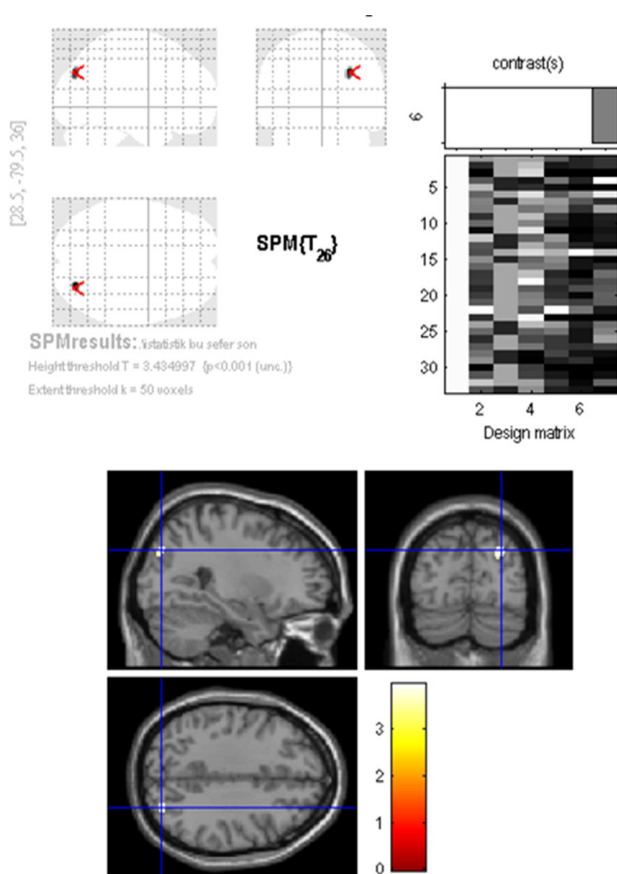 contrast(s)
6
[28.5, -79.5, 36]
SPM{T26}
SPMresults: .\istatistik bu sefer son
Height threshold T = 3.434997 {p<0.001 (unc.)}
Extent threshold k = 50 voxels
5
10
15
20
25
30
2 4 6
Design matrix
3
2
1
0